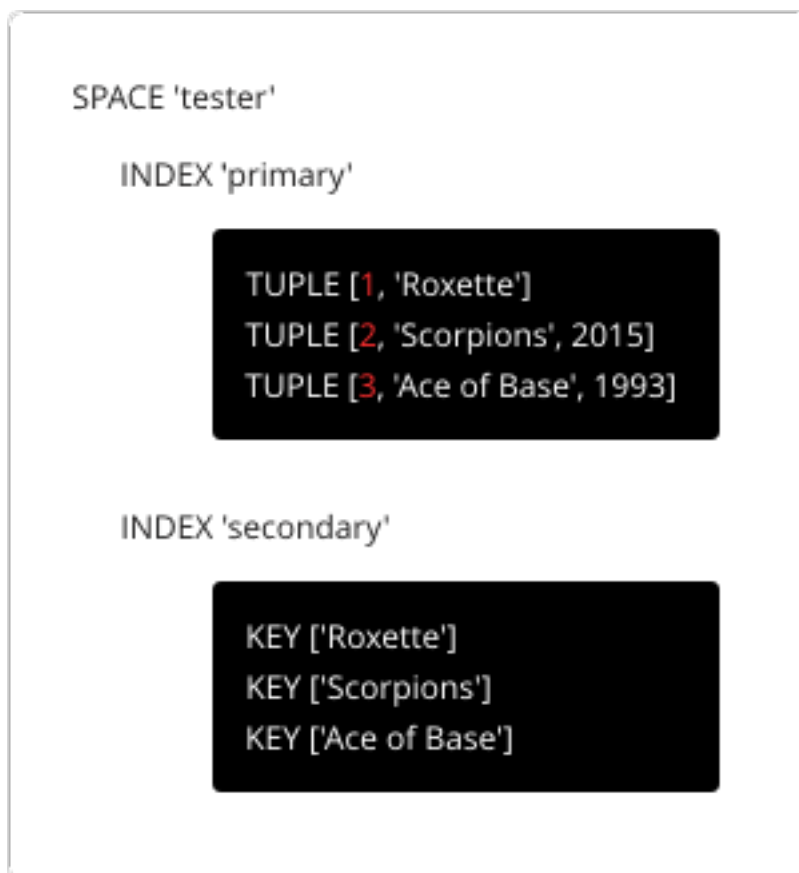 SPACE 'tester'
INDEX 'primary'
TUPLE [1, 'Roxette']
TUPLE [2, 'Scorpions', 2015]
TUPLE [3, 'Ace of Base', 1993]
INDEX 'secondary'
KEY ['Roxette']
KEY ['Scorpions']
KEY ['Ace of Base']